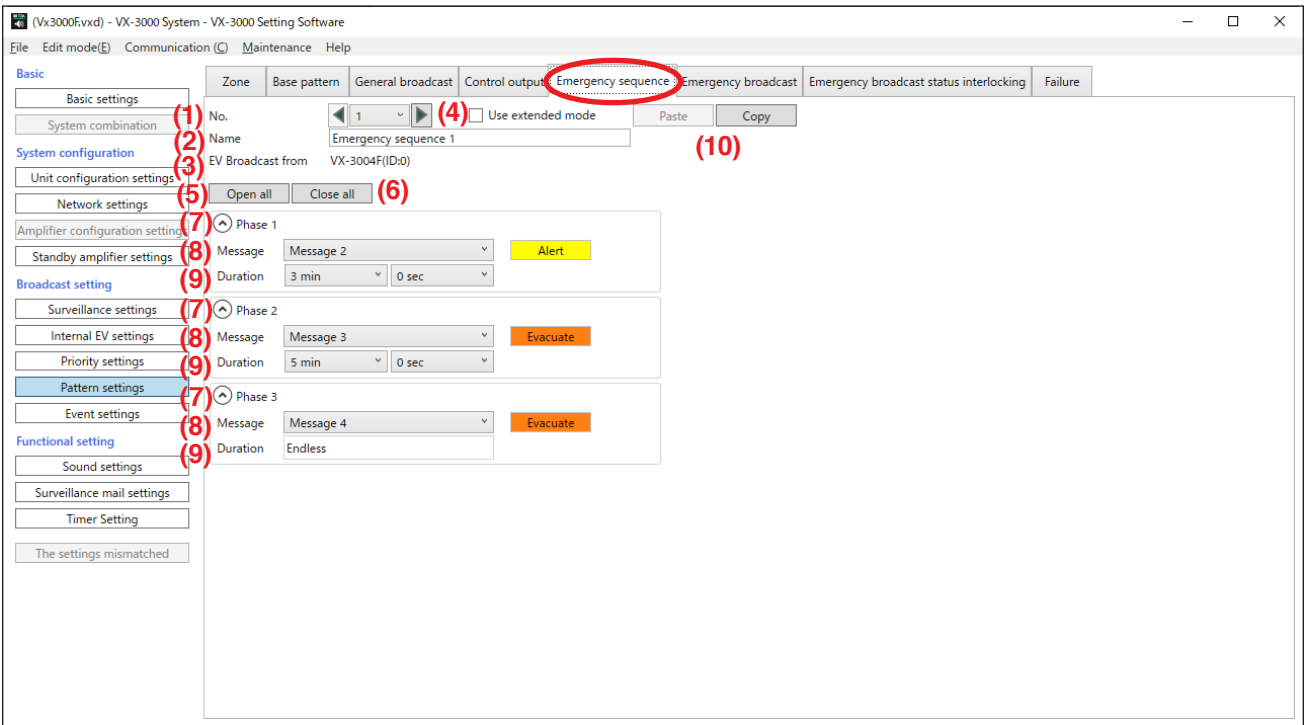 (Vx3000F.vxd) - VX-3000 System - VX-3000 Setting Software
File Edit mode(E) Communication (C) Maintenance Help
Basic
Basic settings
System combination
System configuration
Unit configuration settings
Network settings
Amplifier configuration settings
Standby amplifier settings
Broadcast setting
Surveillance settings
Internal EV settings
Priority settings
Pattern settings
Event settings
Functional setting
Sound settings
Surveillance mail settings
Timer Setting
The settings mismatched
Zone Base pattern General broadcast Control output Emergency sequence Emergency broadcast Emergency broadcast status interlocking Failure
(1) No. 1 (4) Use extended mode Paste Copy
(2) Name Emergency sequence 1 (10)
(3) EV Broadcast from VX-3004F(ID:0)
(5) Open all Close all (6)
(7) Phase 1
(8) Message Message 2 Alert
(9) Duration 3 min 0 sec
(7) Phase 2
(8) Message Message 3 Evacuate
(9) Duration 5 min 0 sec
(7) Phase 3
(8) Message Message 4 Evacuate
(9) Duration Endless